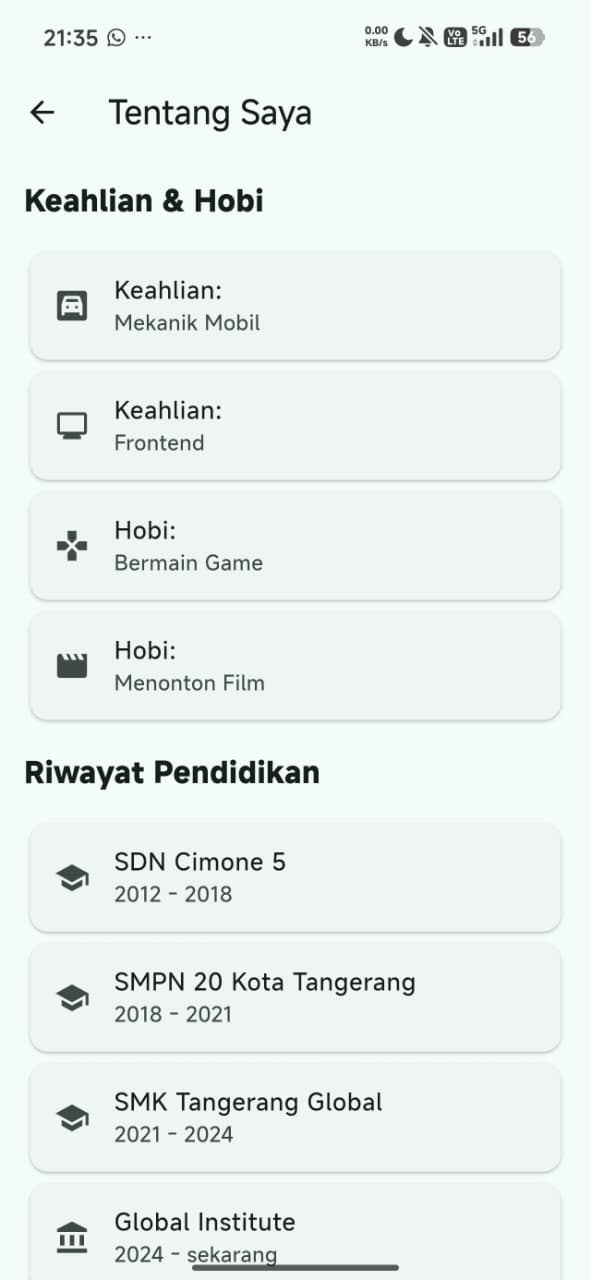 21:35
0.00
KB/s
VO
LTE
5G
56
Tentang Saya
Keahlian & Hobi
Keahlian:
Mekanik Mobil
Keahlian:
Frontend
Hobi:
Bermain Game
Hobi:
Menonton Film
Riwayat Pendidikan
SDN Cimone 5
2012 - 2018
SMPN 20 Kota Tangerang
2018 - 2021
SMK Tangerang Global
2021 - 2024
Global Institute
2024 - sekarang